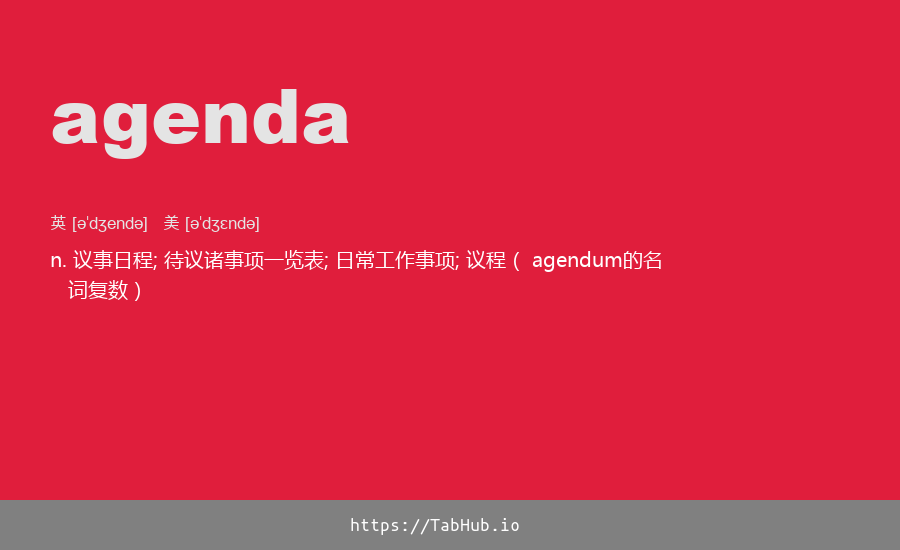 agenda
英 [əˈdʒendə]   美 [əˈdʒɛndə]
n. 议事日程; 待议诸事项一览表; 日常工作事项; 议程（ agendum的名
词复数）
https://TabHub.io